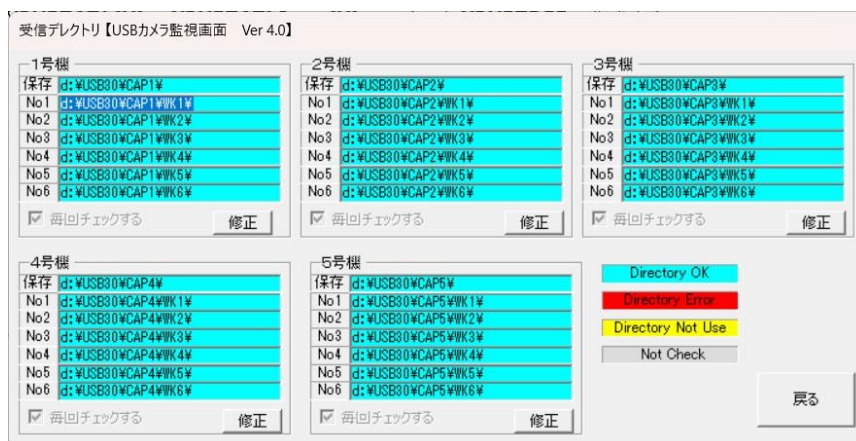 受信デレクトリ【USBカメラ監視画面　Ver 4.0】
1号機
保存 d:¥USB30¥CAP1¥
No1 d:¥USB30¥CAP1¥WK1¥
No2 d:¥USB30¥CAP1¥WK2¥
No3 d:¥USB30¥CAP1¥WK3¥
No4 d:¥USB30¥CAP1¥WK4¥
No5 d:¥USB30¥CAP1¥WK5¥
No6 d:¥USB30¥CAP1¥WK6¥
毎回チェックする 修正
2号機
保存 d:¥USB30¥CAP2¥
No1 d:¥USB30¥CAP2¥WK1¥
No2 d:¥USB30¥CAP2¥WK2¥
No3 d:¥USB30¥CAP2¥WK3¥
No4 d:¥USB30¥CAP2¥WK4¥
No5 d:¥USB30¥CAP2¥WK5¥
No6 d:¥USB30¥CAP2¥WK6¥
毎回チェックする 修正
3号機
保存 d:¥USB30¥CAP3¥
No1 d:¥USB30¥CAP3¥WK1¥
No2 d:¥USB30¥CAP3¥WK2¥
No3 d:¥USB30¥CAP3¥WK3¥
No4 d:¥USB30¥CAP3¥WK4¥
No5 d:¥USB30¥CAP3¥WK5¥
No6 d:¥USB30¥CAP3¥WK6¥
毎回チェックする 修正
4号機
保存 d:¥USB30¥CAP4¥
No1 d:¥USB30¥CAP4¥WK1¥
No2 d:¥USB30¥CAP4¥WK2¥
No3 d:¥USB30¥CAP4¥WK3¥
No4 d:¥USB30¥CAP4¥WK4¥
No5 d:¥USB30¥CAP4¥WK5¥
No6 d:¥USB30¥CAP4¥WK6¥
毎回チェックする 修正
5号機
保存 d:¥USB30¥CAP5¥
No1 d:¥USB30¥CAP5¥WK1¥
No2 d:¥USB30¥CAP5¥WK2¥
No3 d:¥USB30¥CAP5¥WK3¥
No4 d:¥USB30¥CAP5¥WK4¥
No5 d:¥USB30¥CAP5¥WK5¥
No6 d:¥USB30¥CAP5¥WK6¥
毎回チェックする 修正
Directory OK
Directory Error
Directory Not Use
Not Check
戻る